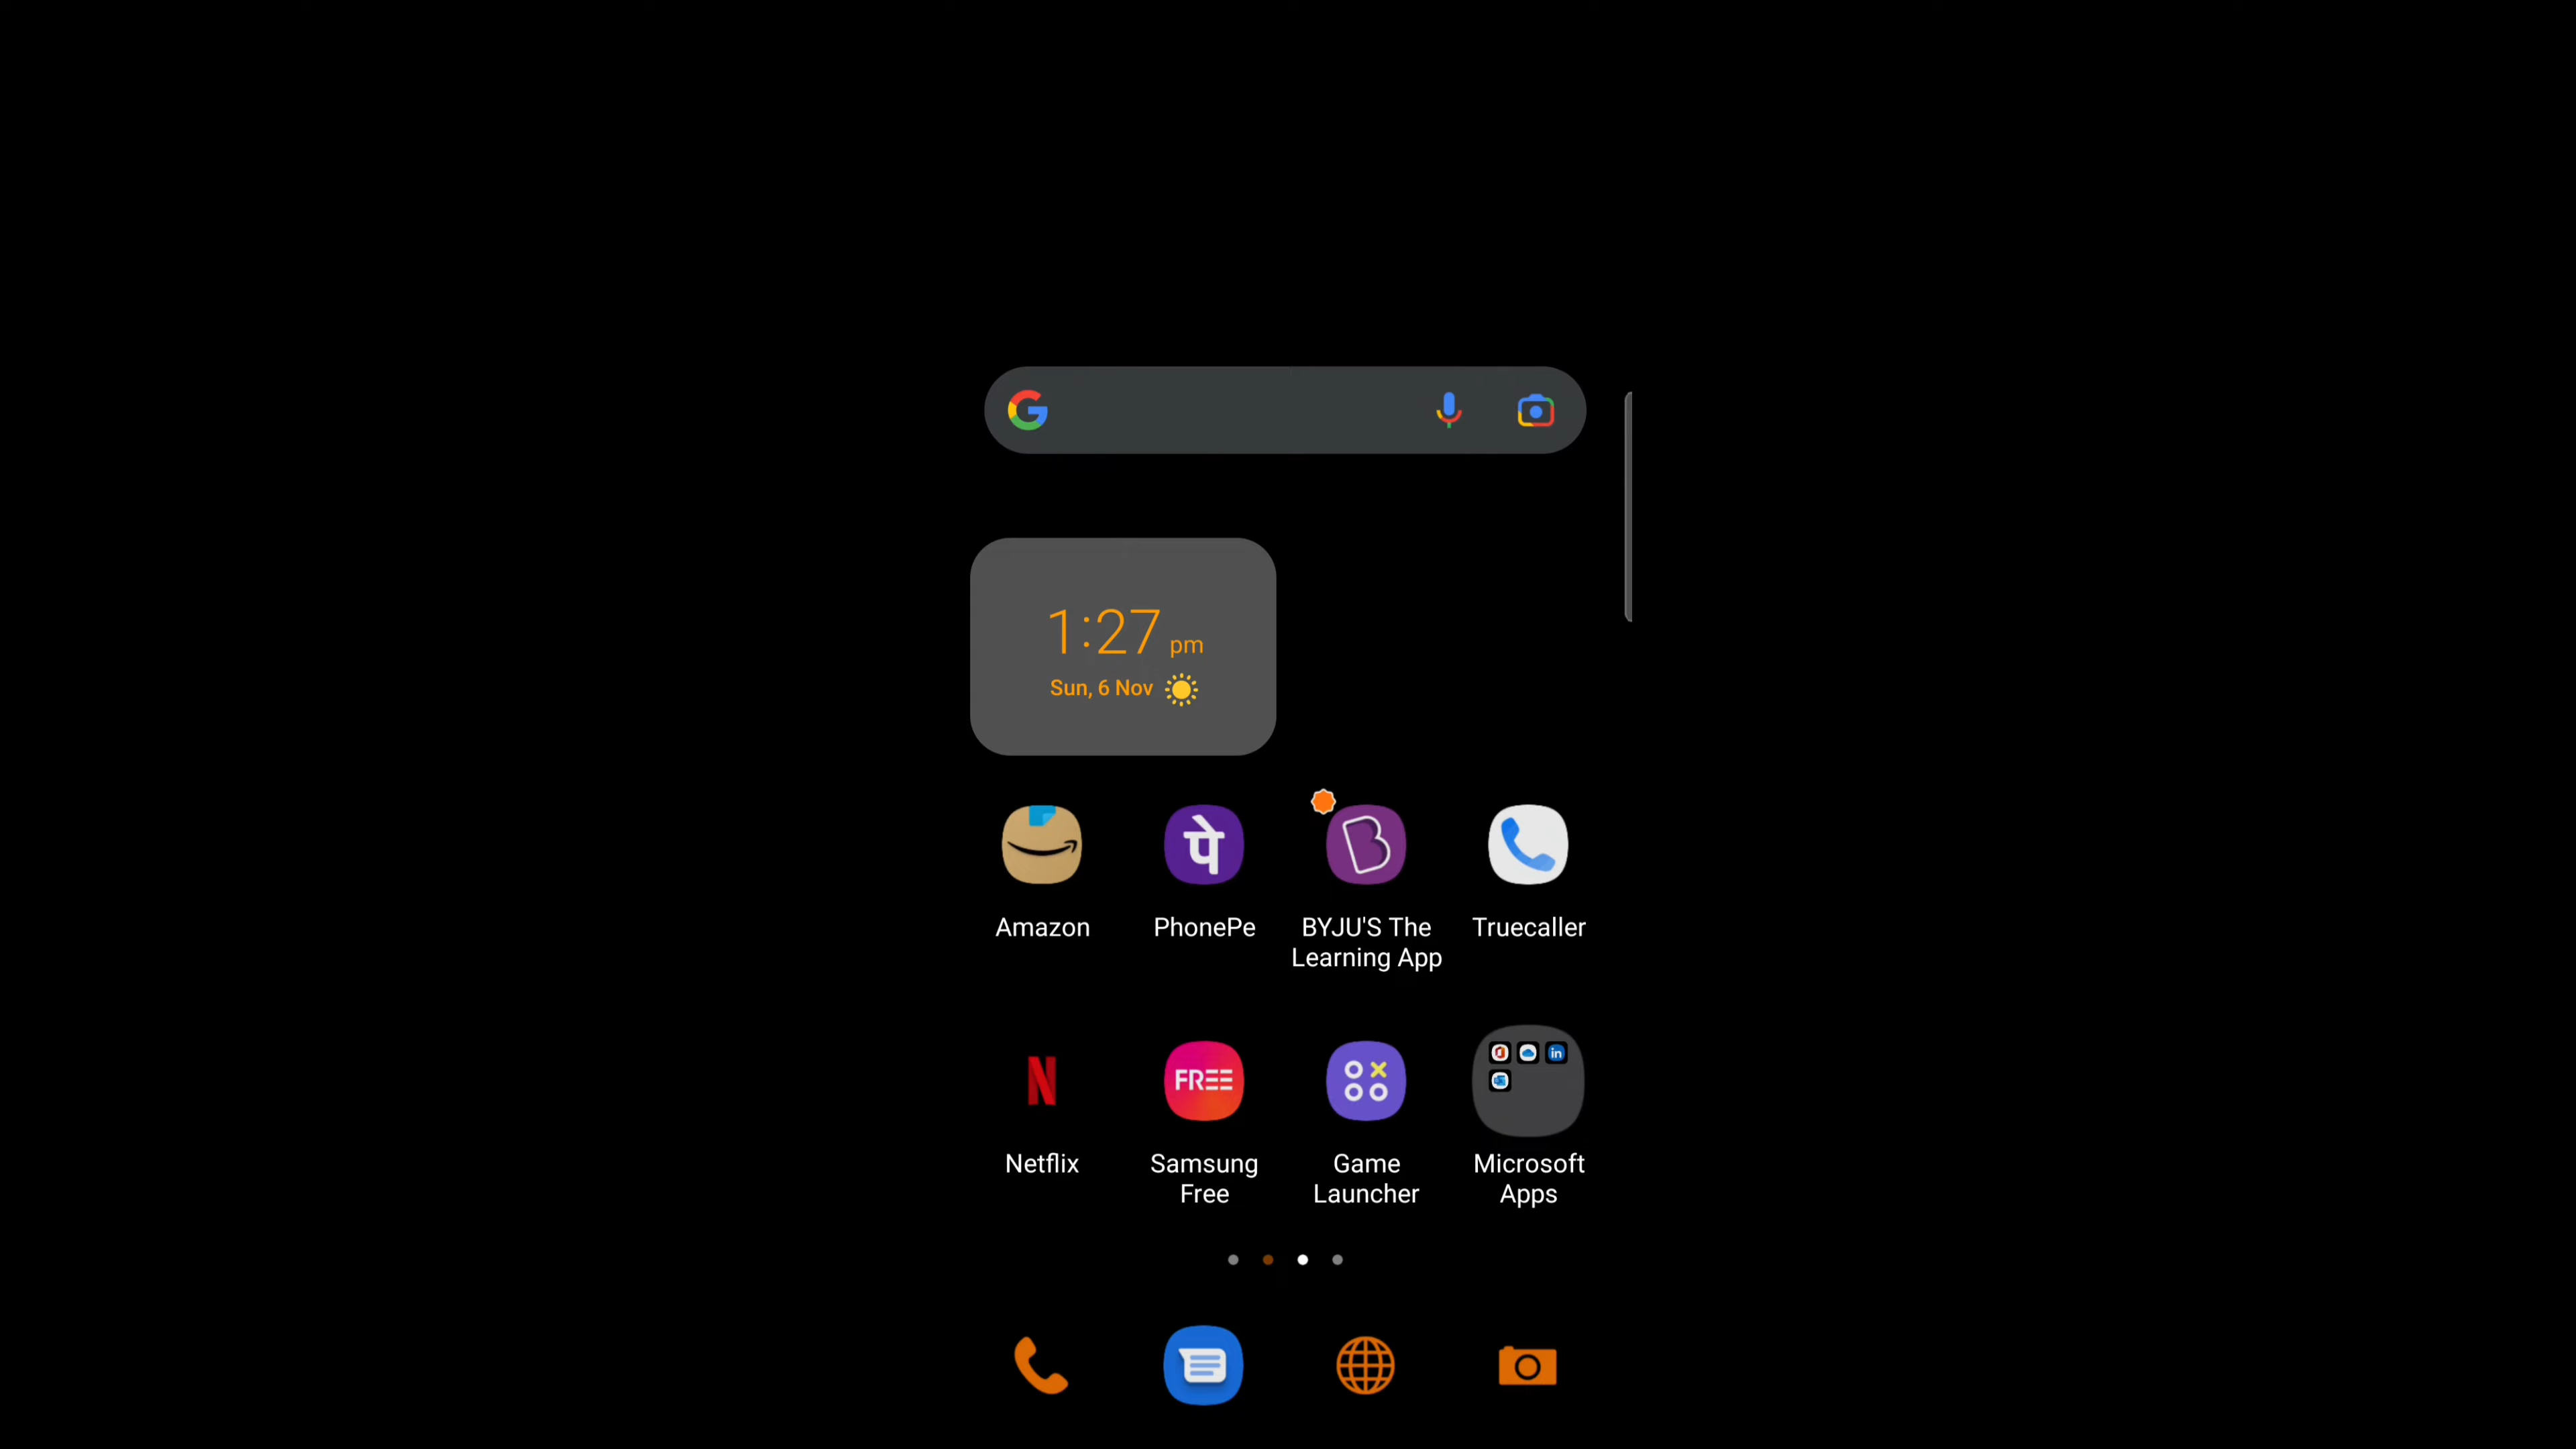 1:27 pm
Sun, 6 Nov
पे
Amazon
PhonePe
BYJU'S The
Learning App
Truecaller
N
FREE
in
Netflix
Samsung
Free
Game
Launcher
Microsoft
Apps